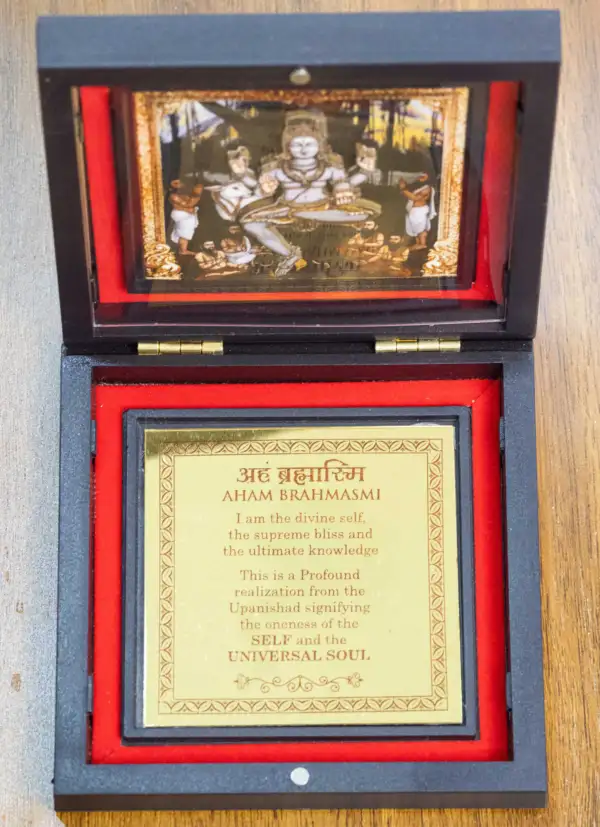 अहं ब्रह्मास्मि
AHAM BRAHMASMI
I am the divine self,
the supreme bliss and
the ultimate knowledge
This is a Profound
realization from the
Upanishad signifying
the oneness of the
SELF and the
UNIVERSAL SOUL